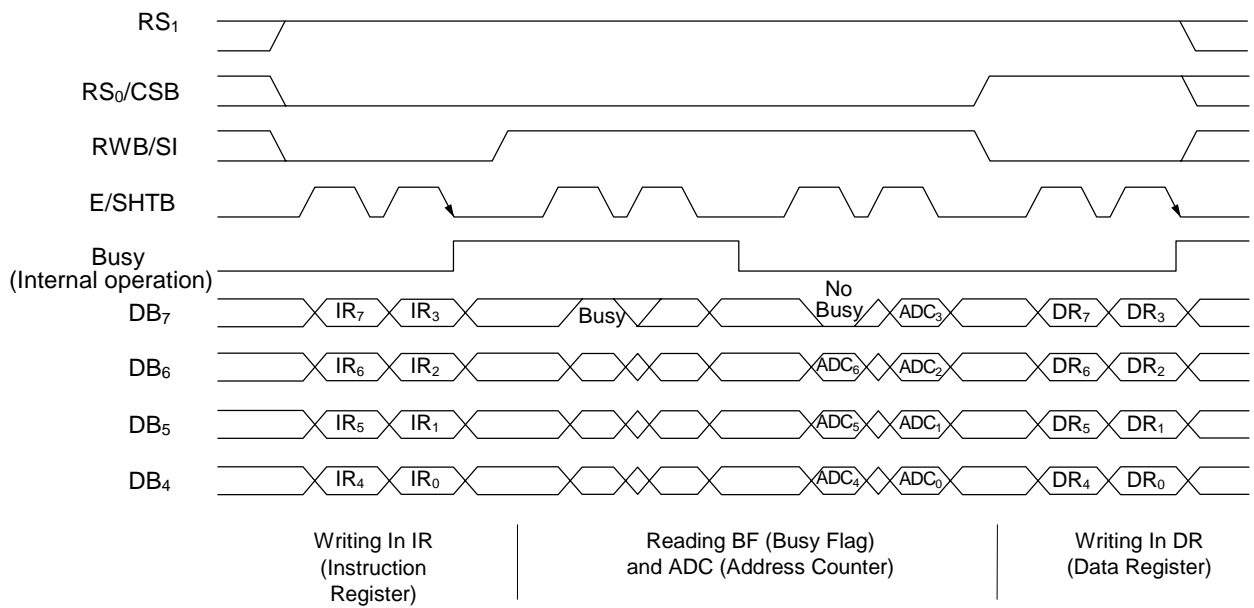 RS₁
RS₀/CSB
RWB/SI
E/SHTB
Busy
(Internal operation)
No
DB₇ IR₇ IR₃ Busy Busy ADC₃ DR₇ DR₃
DB₆ IR₆ IR₂ ADC₆ ADC₂ DR₆ DR₂
DB₅ IR₅ IR₁ ADC₅ ADC₁ DR₅ DR₁
DB₄ IR₄ IR₀ ADC₄ ADC₀ DR₄ DR₀
Writing In IR
(Instruction
Register)
Reading BF (Busy Flag)
and ADC (Address Counter)
Writing In DR
(Data Register)